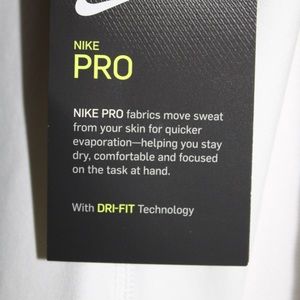 NIKE
PRO
NIKE PRO fabrics move sweat
from your skin for quicker
evaporation—helping you stay
dry, comfortable and focused
on the task at hand.
With DRI-FIT Technology